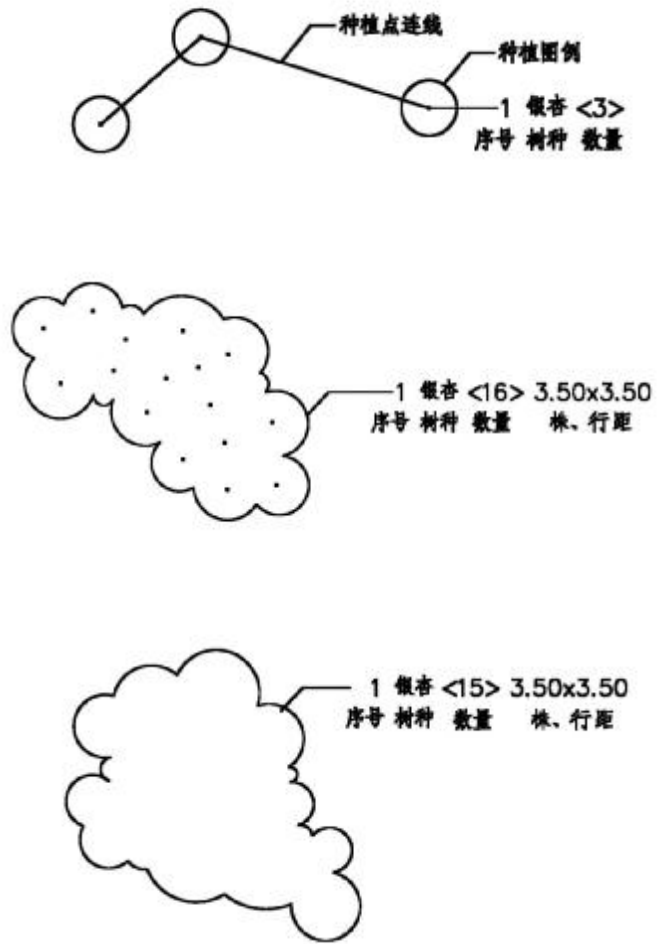 种植点连线
种植图例
1 银杏 <3>
序号 树种 数量
1 银杏 <16> 3.50x3.50
序号 树种 数量 株、行距
1 银杏 <15> 3.50x3.50
序号 树种 数量 株、行距